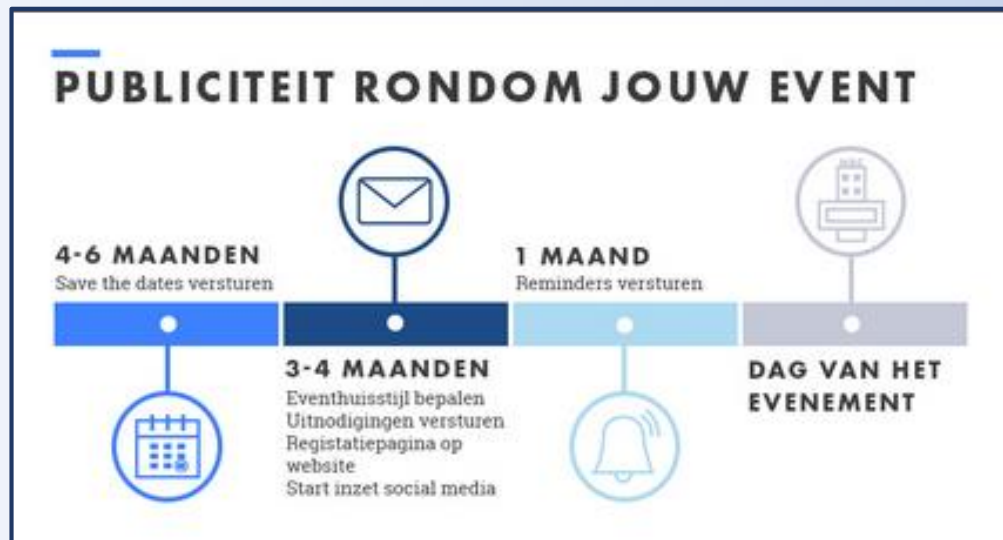 PUBLICITEIT RONDOM JOUW EVENT
4-6 MAANDEN
Save the dates versturen
3-4 MAANDEN
Eventhuisstijl bepalen
Uitnodigingen versturen
Registatiepagina op
website
Start inzet social media
1 MAAND
Reminders versturen
DAG VAN HET
EVENEMENT